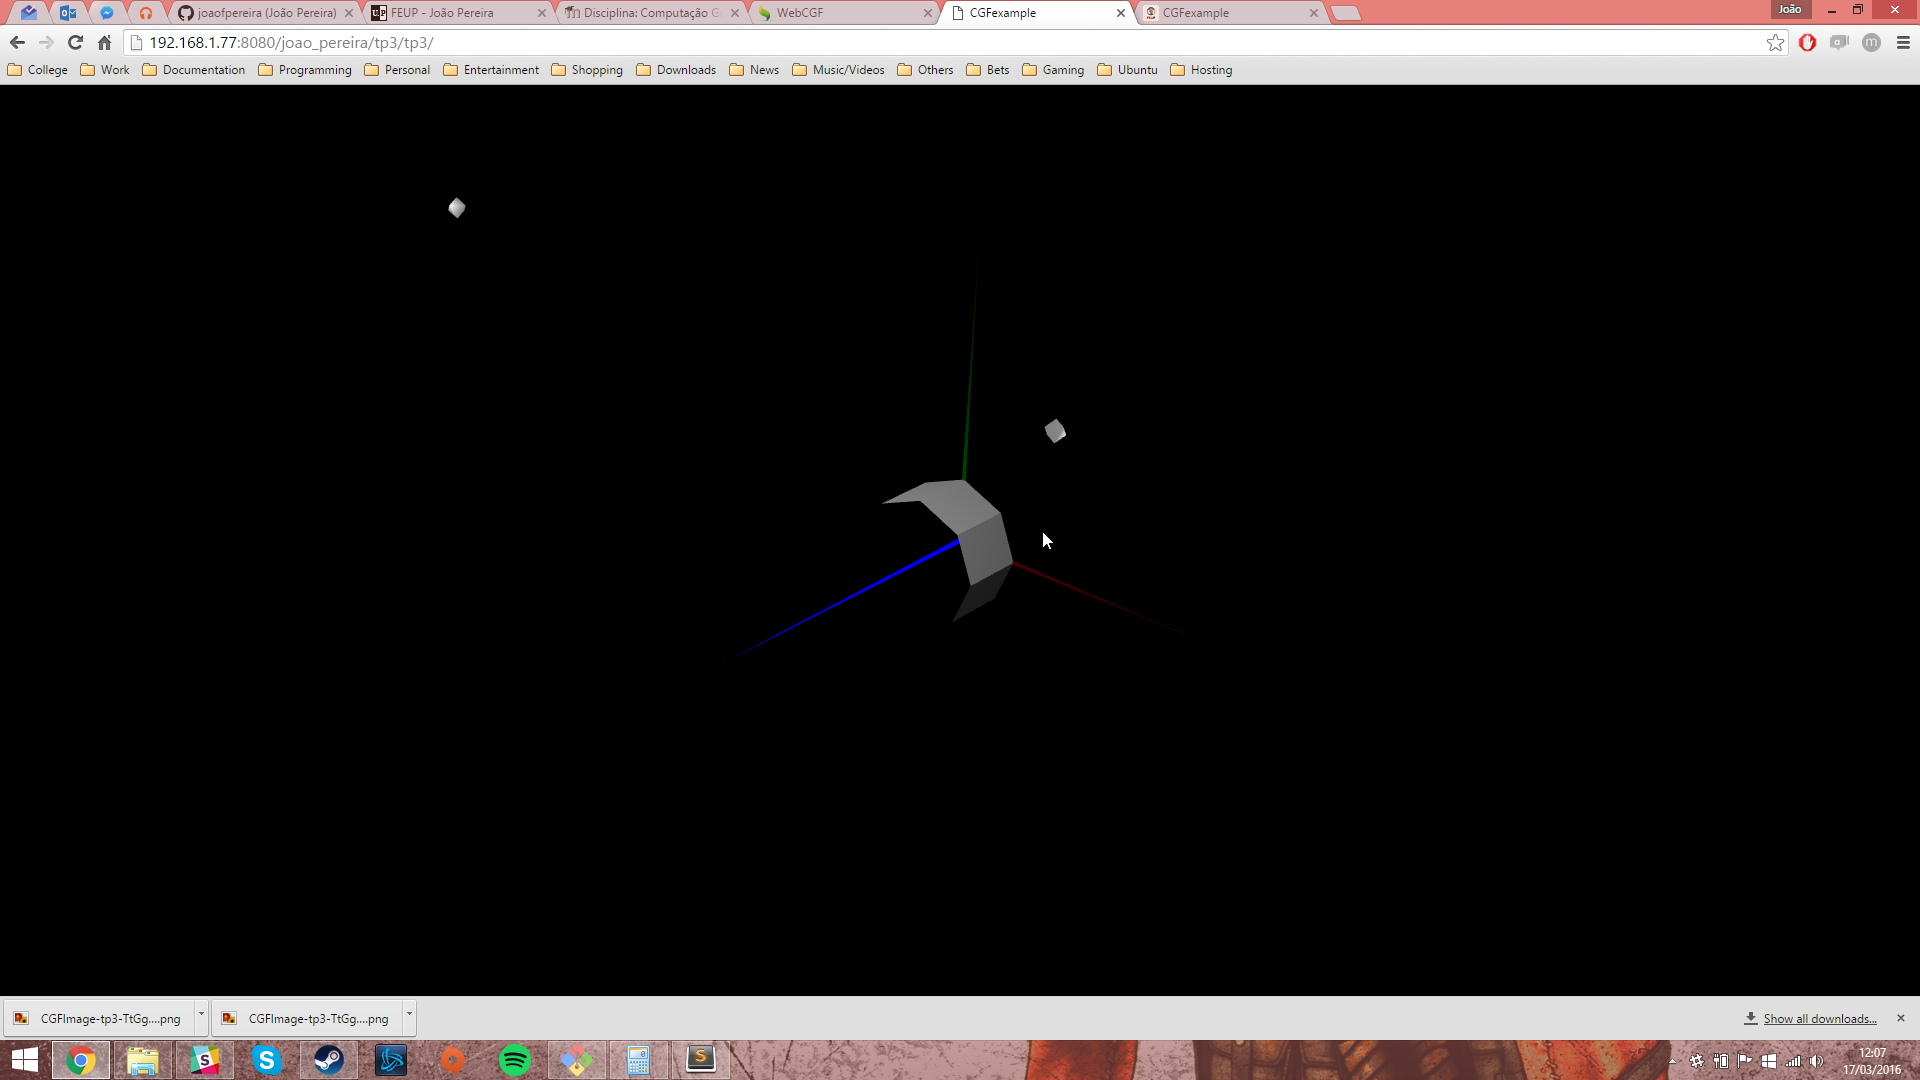 joaofpereira (João Pereira) FEUP - João Pereira Disciplina: Computação G WebCGF CGFexample CGFexample João
192.168.1.77:8080/joao_pereira/tp3/tp3/
College Work Documentation Programming Personal Entertainment Shopping Downloads News Music/Videos Others Bets Gaming Ubuntu Hosting
CGFImage-tp3-TtGg....png CGFImage-tp3-TtGg....png Show all downloads...
12:07
17/03/2016